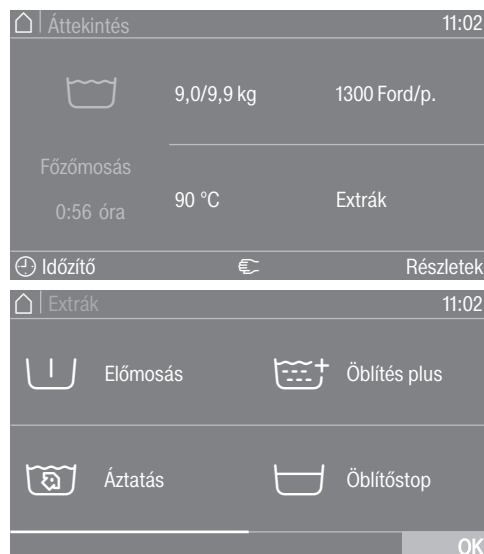 Áttekintés 11:02
9,0/9,9 kg 1300 Ford/p.
Főzőmosás
0:56 óra
90 °C Extrák
Időzítő Részletek
Extrák 11:02
Előmosás Öblítés plus
Áztatás Öblítőstop
OK